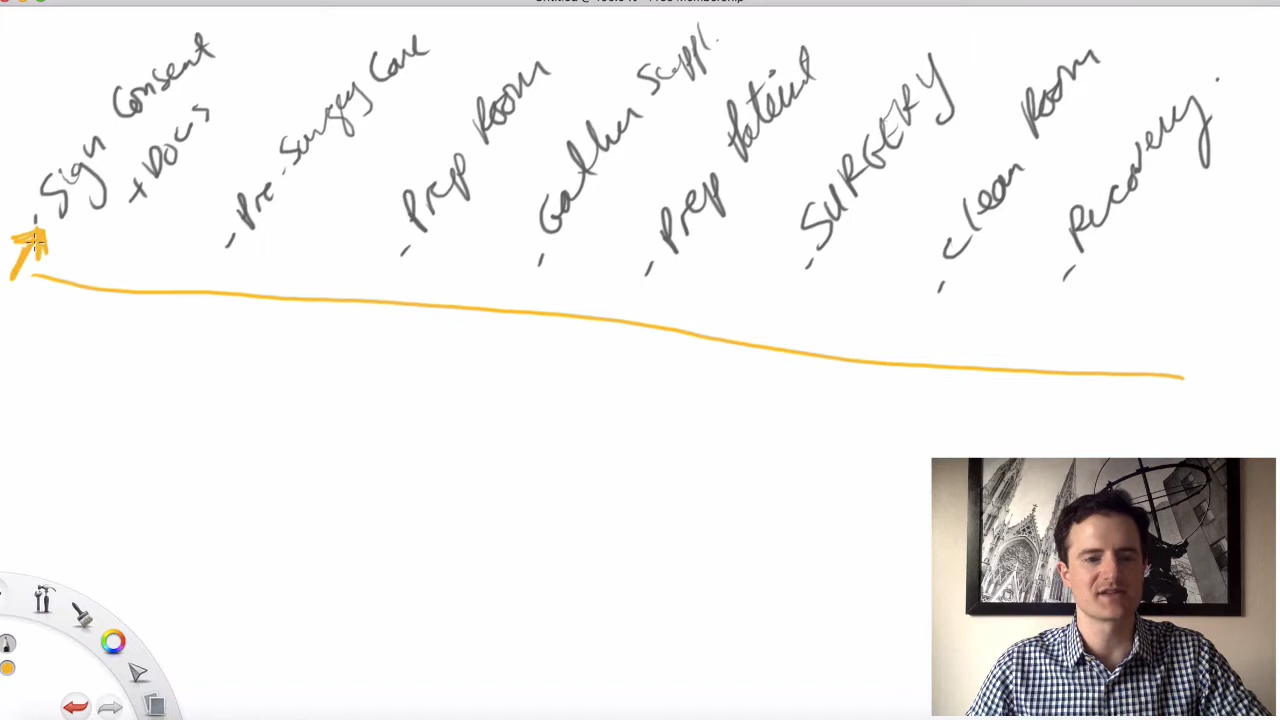 - Sign Consent
+ Docs
- Pre-Surgery Care
- Prep Room
- Gather Suppl.
- Prep Patient
- SURGERY
- Clean Room
- Recovery.